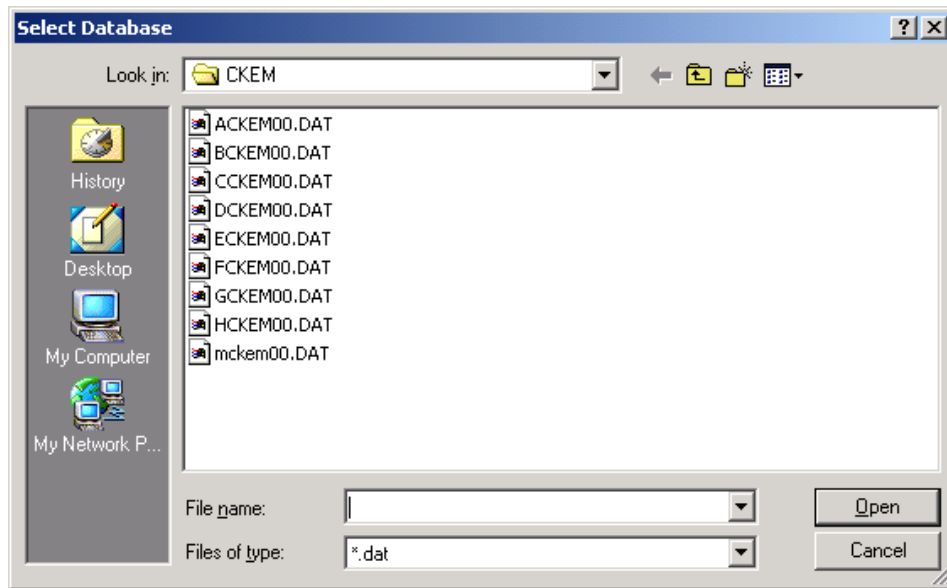 Select Database
Look in: CKEM
History
Desktop
My Computer
My Network P...
ACKEM00.DAT
BCKEM00.DAT
CCKEM00.DAT
DCKEM00.DAT
ECKEM00.DAT
FCKEM00.DAT
GCKEM00.DAT
HCKEM00.DAT
mckem00.DAT
File name:
Open
Files of type: *.dat
Cancel